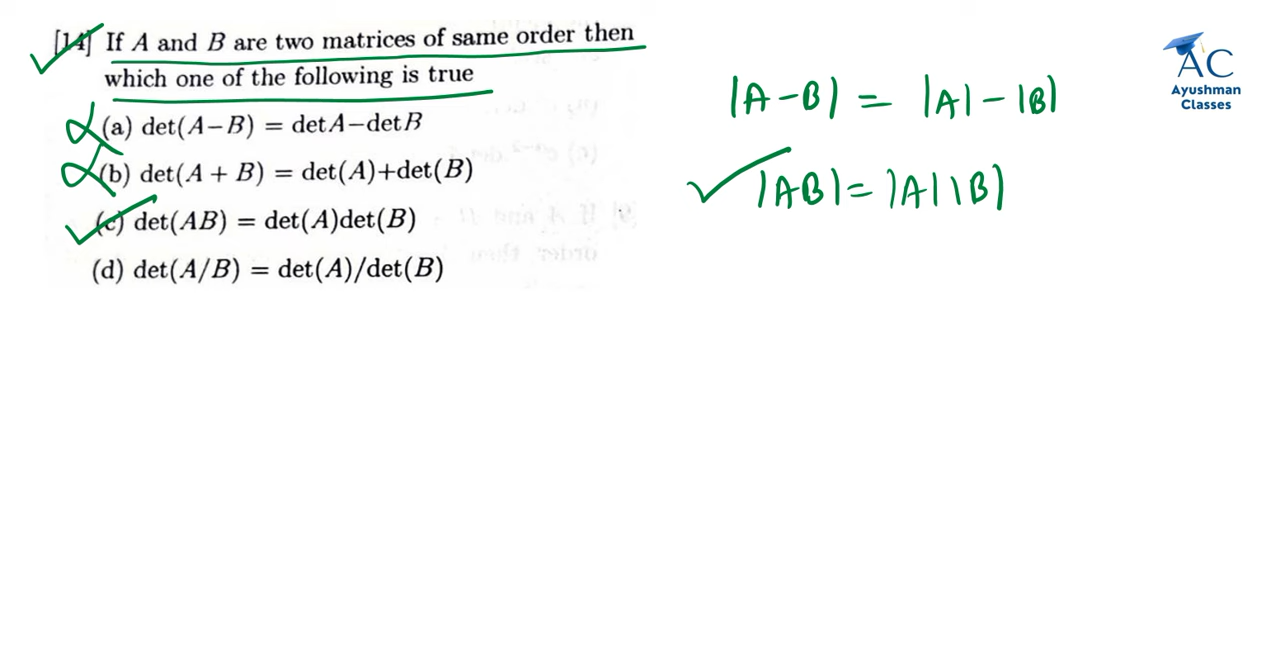 [14] If A and B are two matrices of same order then
which one of the following is true
(a) det(A−B) = detA−detB
(b) det(A + B) = det(A)+det(B)
(c) det(AB) = det(A)det(B)
(d) det(A/B) = det(A)/det(B)
|A−B| = |A|−|B|
|AB| = |A||B|
AC
Ayushman
Classes